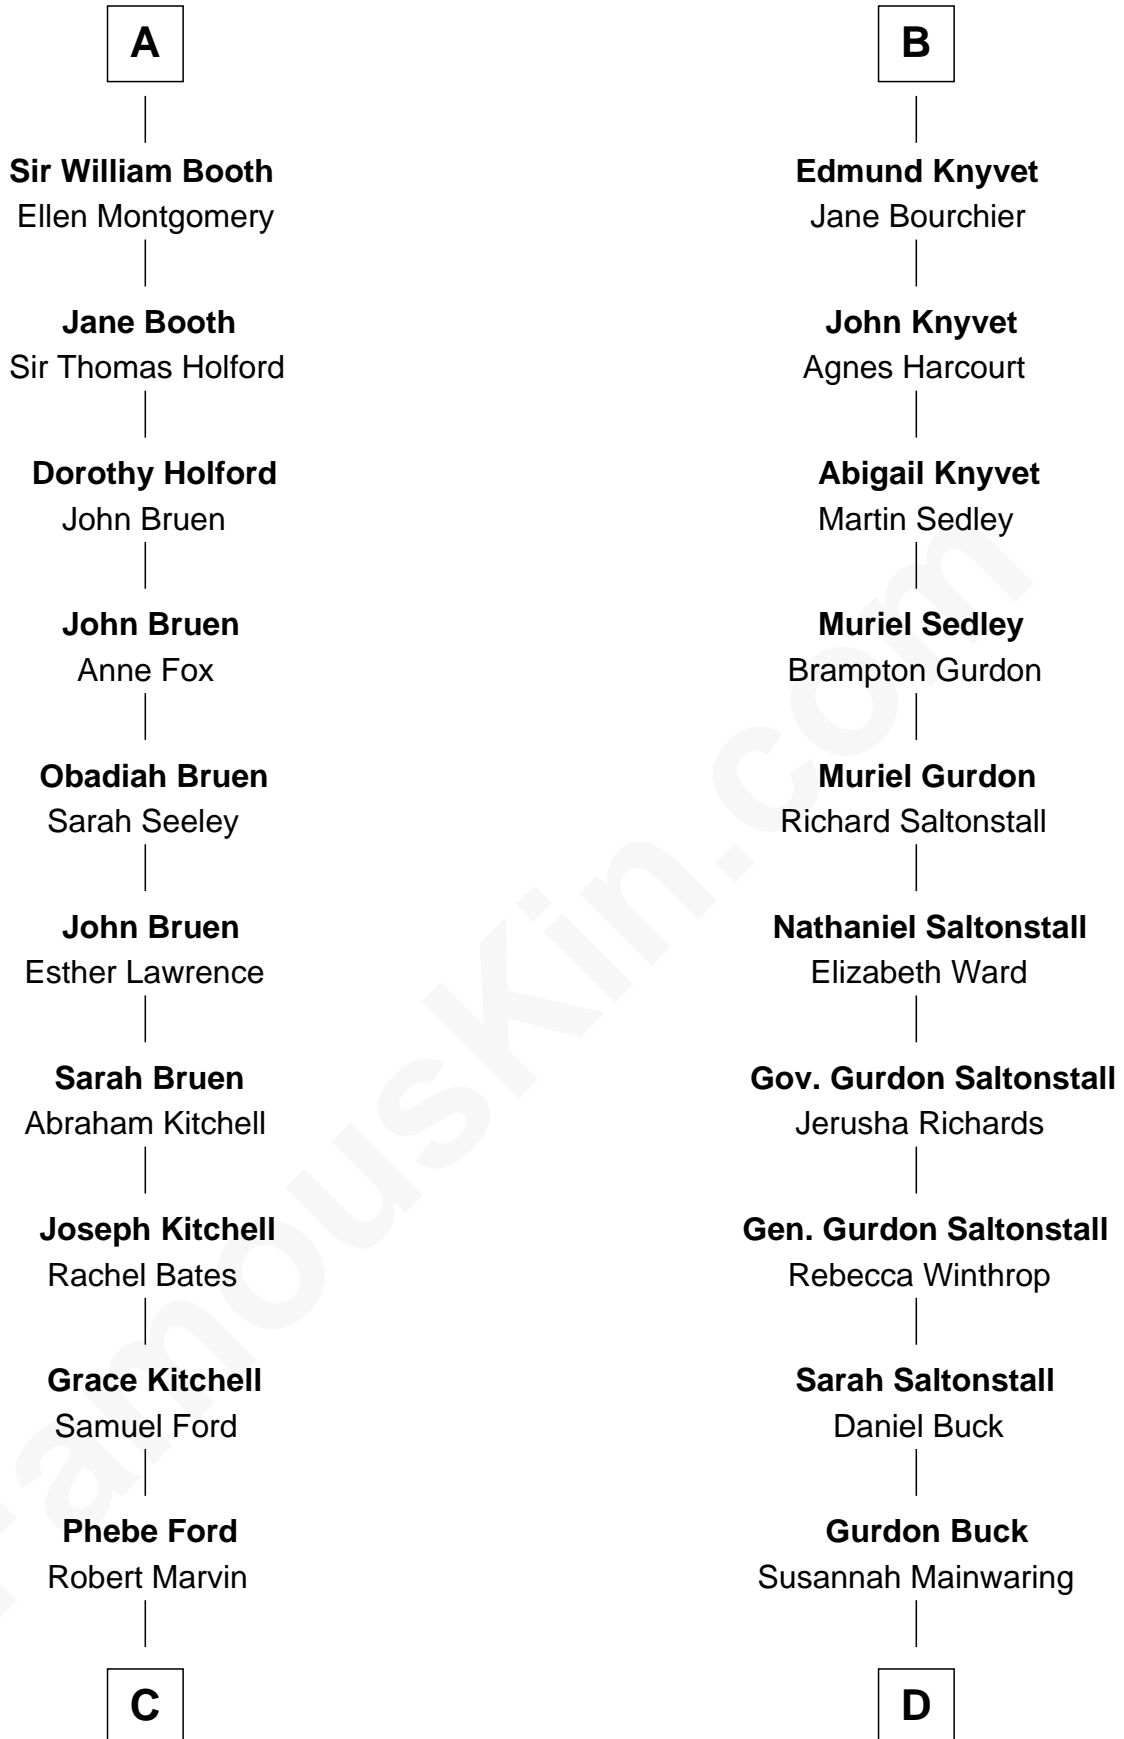 A
Sir William Booth
Ellen Montgomery
Jane Booth
Sir Thomas Holford
Dorothy Holford
John Bruen
John Bruen
Anne Fox
Obadiah Bruen
Sarah Seeley
John Bruen
Esther Lawrence
Sarah Bruen
Abraham Kitchell
Joseph Kitchell
Rachel Bates
Grace Kitchell
Samuel Ford
Phebe Ford
Robert Marvin
C
B
Edmund Knyvet
Jane Bourchier
John Knyvet
Agnes Harcourt
Abigail Knyvet
Martin Sedley
Muriel Sedley
Brampton Gurdon
Muriel Gurdon
Richard Saltonstall
Nathaniel Saltonstall
Elizabeth Ward
Gov. Gurdon Saltonstall
Jerusha Richards
Gen. Gurdon Saltonstall
Rebecca Winthrop
Sarah Saltonstall
Daniel Buck
Gurdon Buck
Susannah Mainwaring
D
FamousKin.com